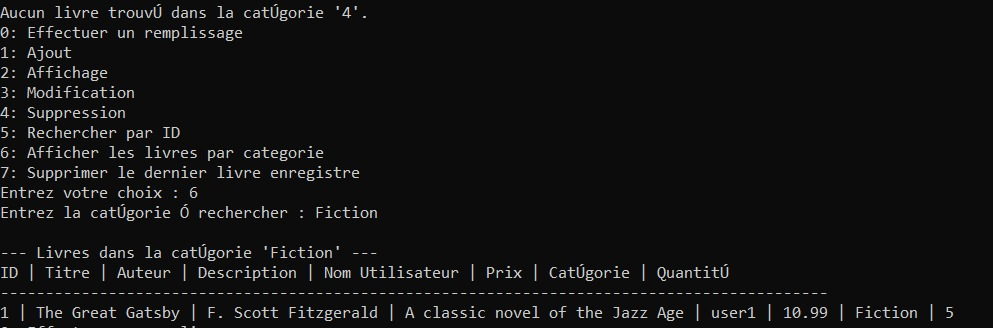 Aucun livre trouvÚ dans la catÚgorie '4'.
0: Effectuer un remplissage
1: Ajout
2: Affichage
3: Modification
4: Suppression
5: Rechercher par ID
6: Afficher les livres par categorie
7: Supprimer le dernier livre enregistre
Entrez votre choix : 6
Entrez la catÚgorie Ó rechercher : Fiction
--- Livres dans la catÚgorie 'Fiction' ---
ID | Titre | Auteur | Description | Nom Utilisateur | Prix | CatÚgorie | QuantitÚ
--------------------------------------------------------------------------------------------
1 | The Great Gatsby | F. Scott Fitzgerald | A classic novel of the Jazz Age | user1 | 10.99 | Fiction | 5